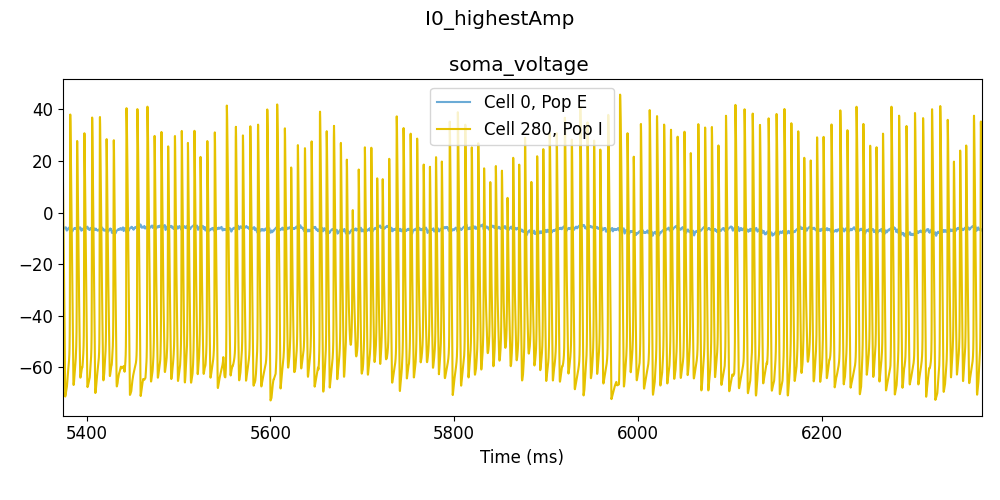 I0_highestAmp
soma_voltage
Cell 0, Pop E
Cell 280, Pop I
40
20
0
−20
−40
−60
5400 5600 5800 6000 6200
Time (ms)